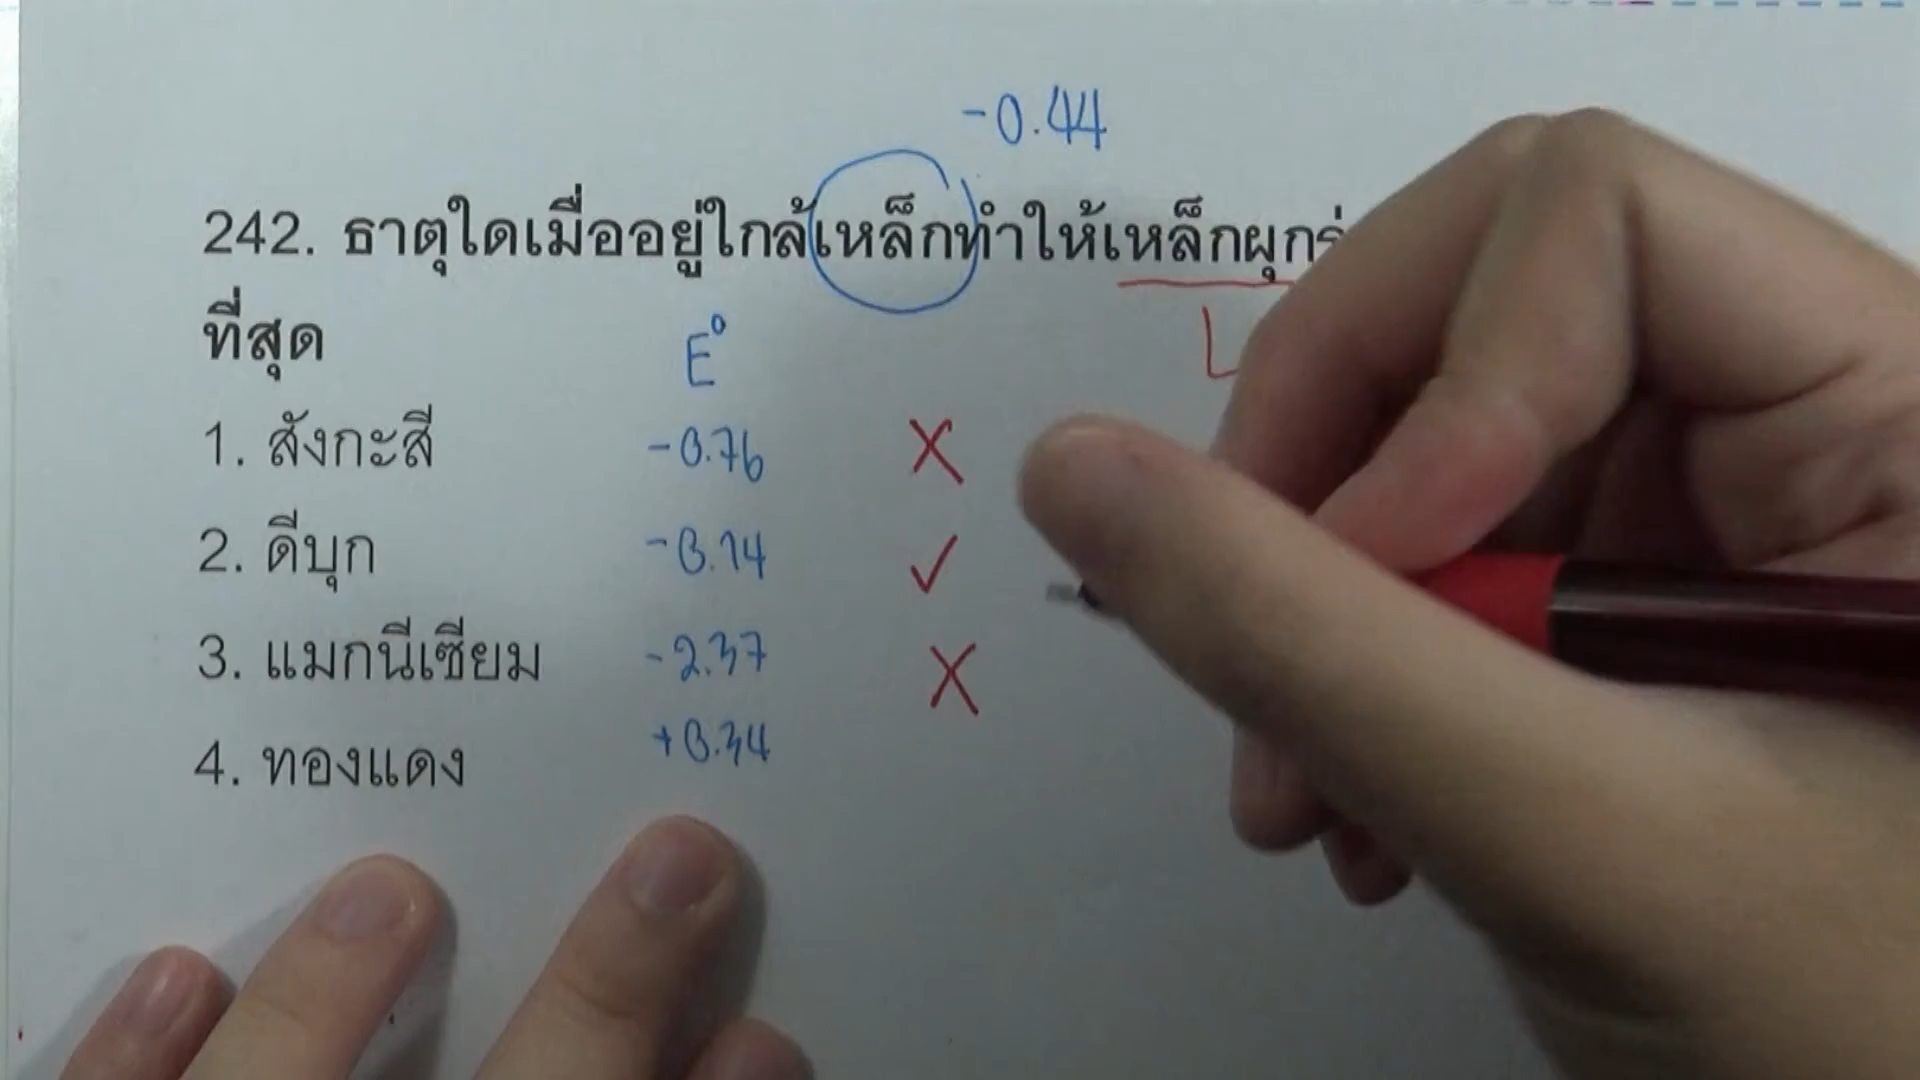 -0.44
242. ธาตุใดเมื่ออยู่ใกล้เหล็กทำให้เหล็กผุกร่
ที่สุด
E°
1. สังกะสี -0.76 X
2. ดีบุก -0.14 ✓
3. แมกนีเซียม -2.37 X
4. ทองแดง +0.34